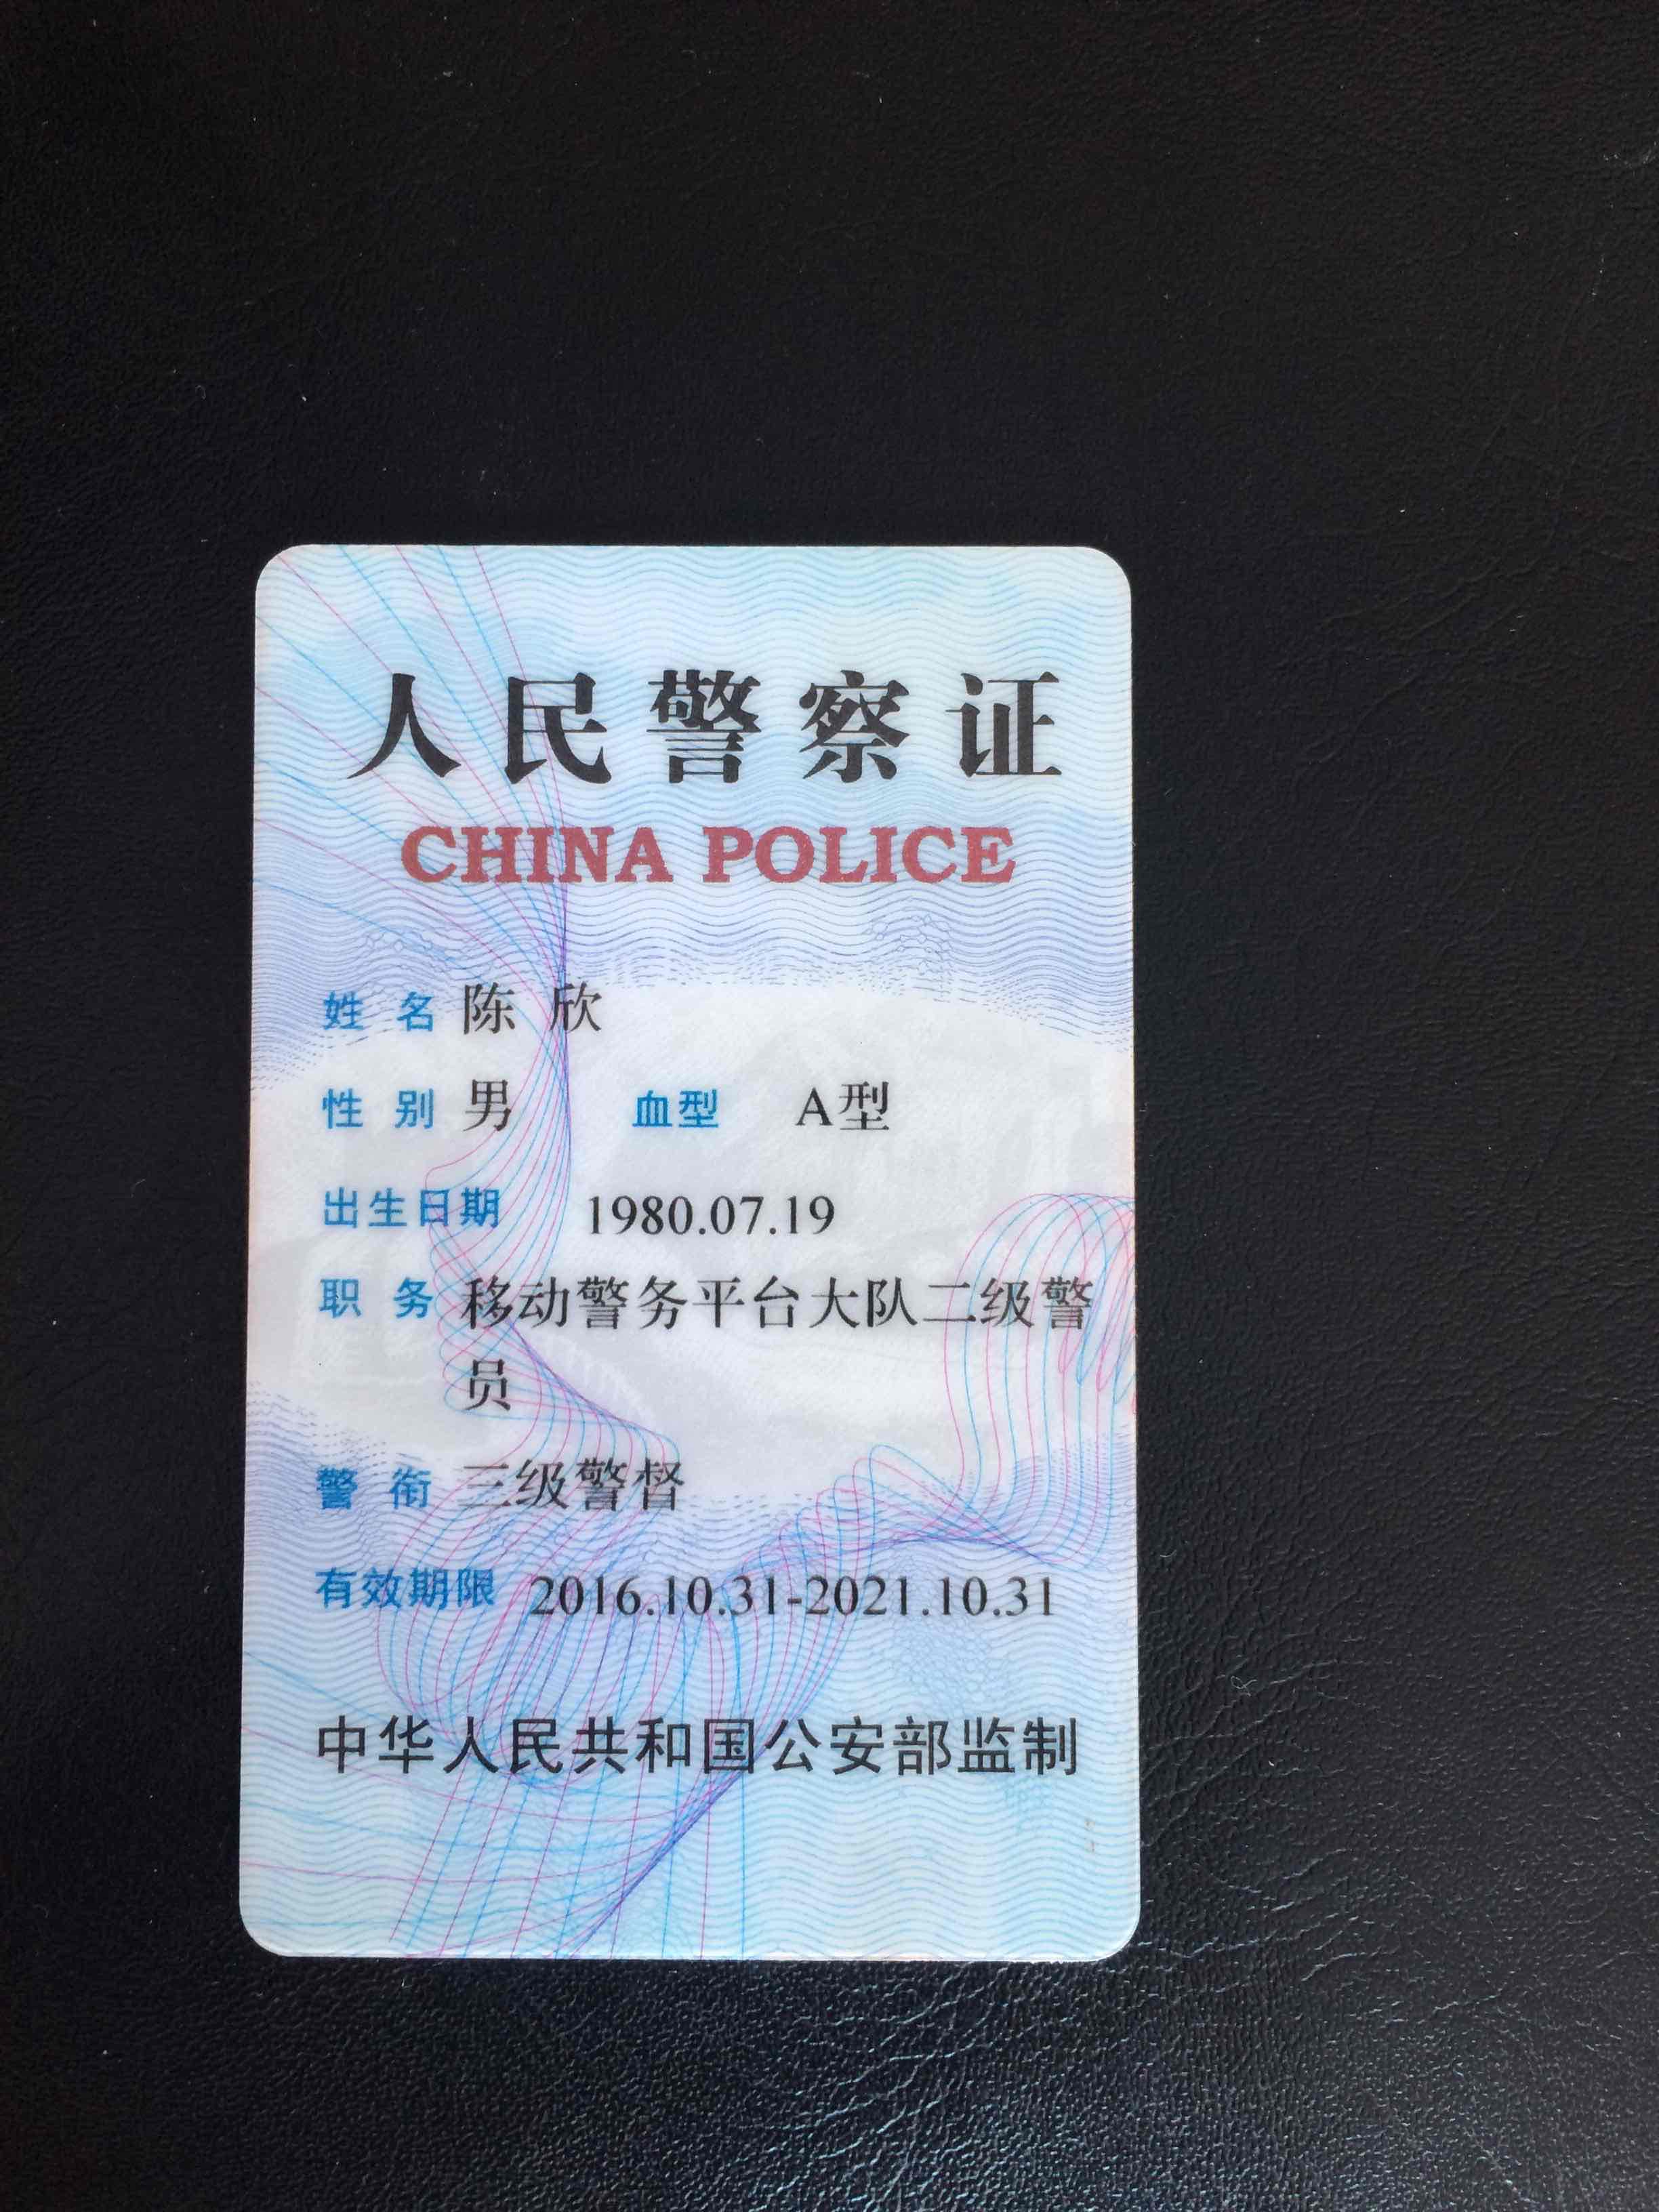 人民警察证
CHINA POLICE
姓 名 陈 欣
性 别 男 血型 A型
出生日期 1980.07.19
职 务 移动警务平台大队二级警
员
警 衔 三级警督
有效期限 2016.10.31-2021.10.31
中华人民共和国公安部监制